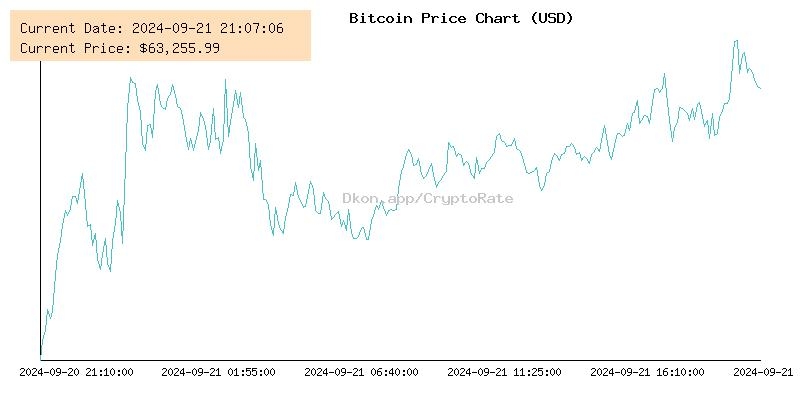 Bitcoin Price Chart (USD)
Current Date: 2024-09-21 21:07:06
Current Price: $63,255.99
Dkon.app/CryptoRate
2024-09-20 21:10:00 2024-09-21 01:55:00 2024-09-21 06:40:00 2024-09-21 11:25:00 2024-09-21 16:10:00 2024-09-21